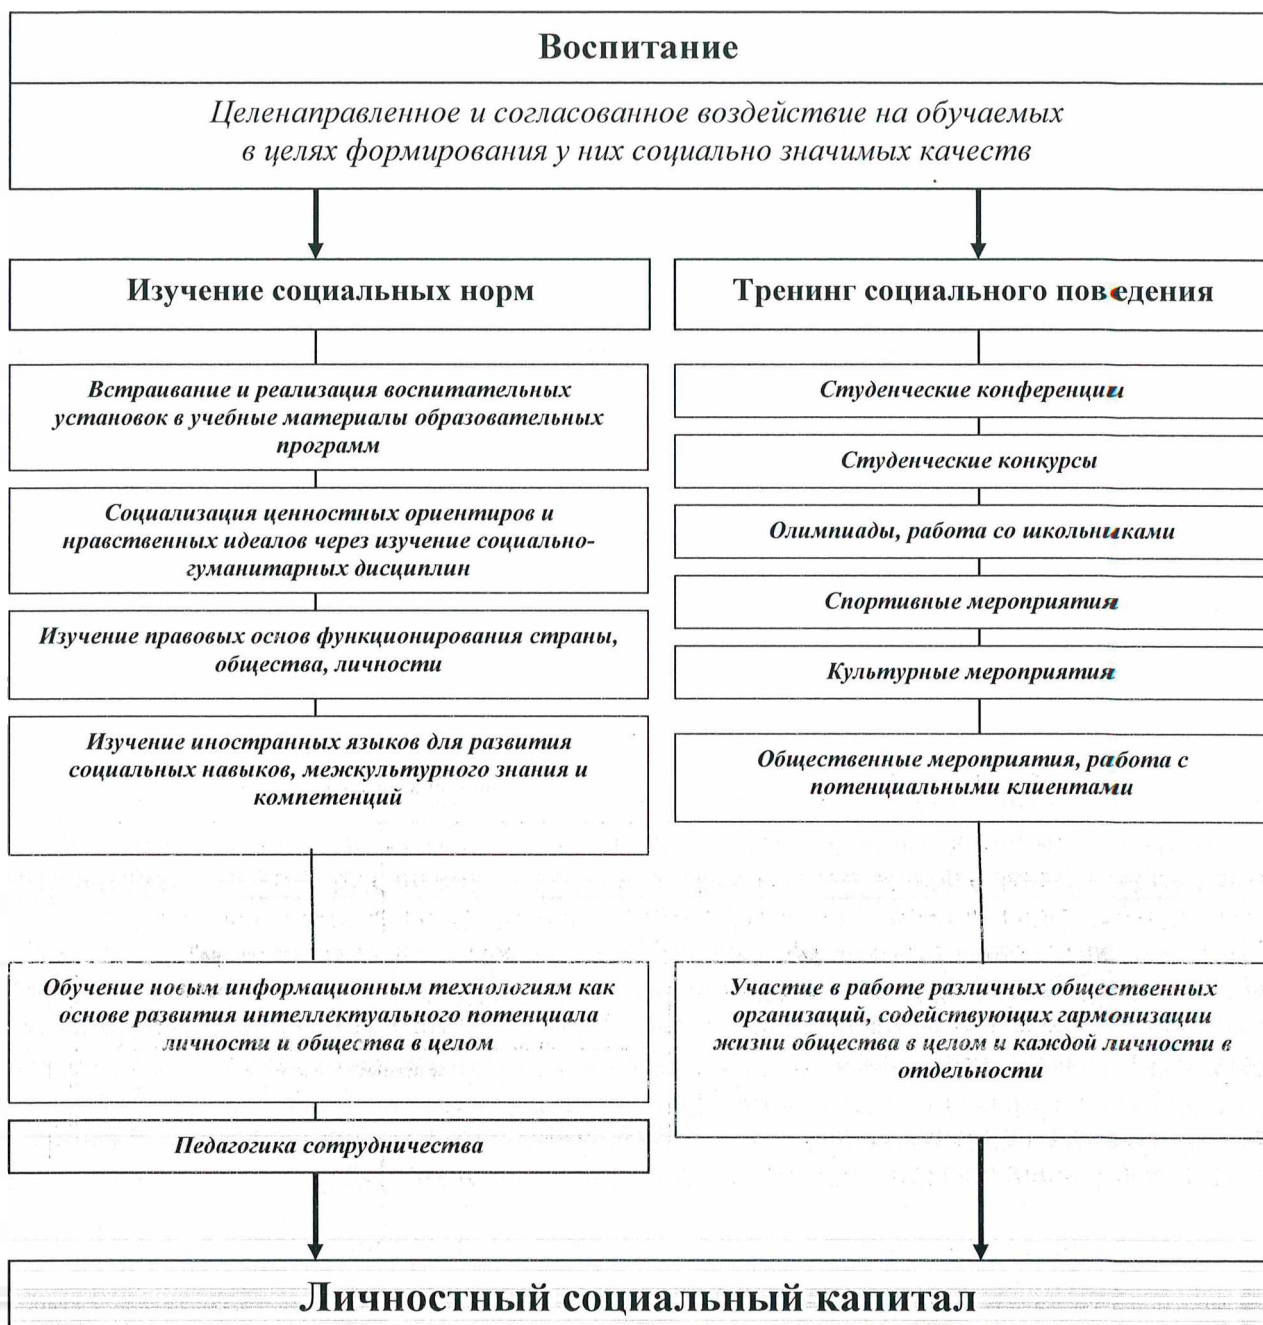 Воспитание
Целенаправленное и согласованное воздействие на обучаемых
в целях формирования у них социально значимых качеств
Изучение социальных норм
Встраивание и реализация воспитательных
установок в учебные материалы образовательных
программ
Социализация ценностных ориентиров и
нравственных идеалов через изучение социально-
гуманитарных дисциплин
Изучение правовых основ функционирования страны,
общества, личности
Изучение иностранных языков для развития
социальных навыков, межкультурного знания и
компетенций
Обучение новым информационным технологиям как
основе развития интеллектуального потенциала
личности и общества в целом
Педагогика сотрудничества
Тренинг социального поведения
Студенческие конференции
Студенческие конкурсы
Олимпиады, работа со школьниками
Спортивные мероприятия
Культурные мероприятия
Общественные мероприятия, работа с
потенциальными клиентами
Участие в работе различных общественных
организаций, содействующих гармонизации
жизни общества в целом и каждой личности в
отдельности
Личностный социальный капитал